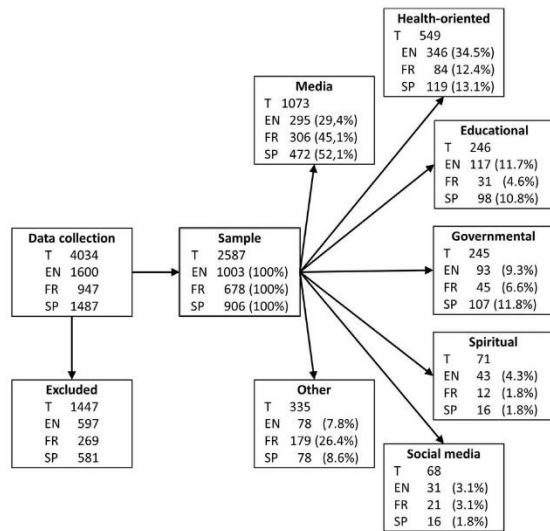 Health-oriented
T 549
EN 346 (34.5%)
FR 84 (12.4%)
SP 119 (13.1%)
Media
T 1073
EN 295 (29,4%)
FR 306 (45,1%)
SP 472 (52,1%)
Educational
T 246
EN 117 (11.7%)
FR 31 (4.6%)
SP 98 (10.8%)
Data collection
T 4034
EN 1600
FR 947
SP 1487
Sample
T 2587
EN 1003 (100%)
FR 678 (100%)
SP 906 (100%)
Governmental
T 245
EN 93 (9.3%)
FR 45 (6.6%)
SP 107 (11.8%)
Spiritual
T 71
EN 43 (4.3%)
FR 12 (1.8%)
SP 16 (1.8%)
Excluded
T 1447
EN 597
FR 269
SP 581
Other
T 335
EN 78 (7.8%)
FR 179 (26.4%)
SP 78 (8.6%)
Social media
T 68
EN 31 (3.1%)
FR 21 (3.1%)
SP 16 (1.8%)